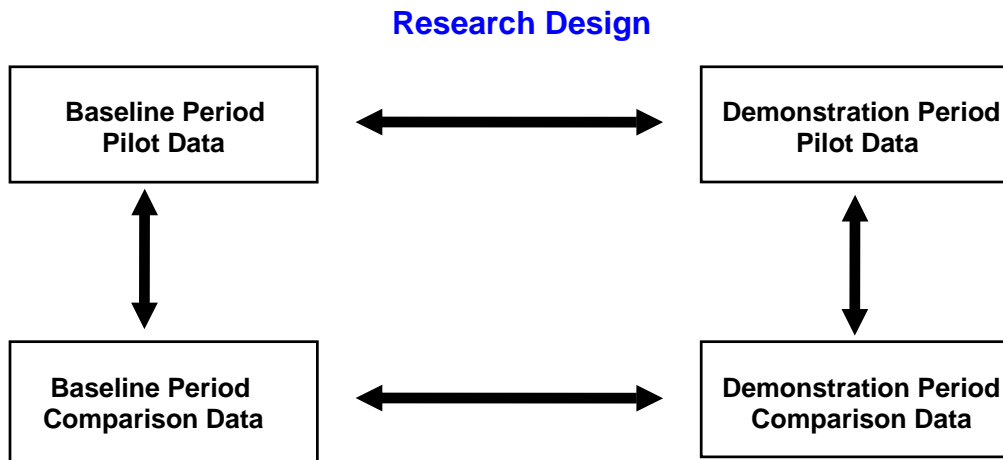 Research Design
Baseline Period
Pilot Data
Demonstration Period
Pilot Data
Baseline Period
Comparison Data
Demonstration Period
Comparison Data